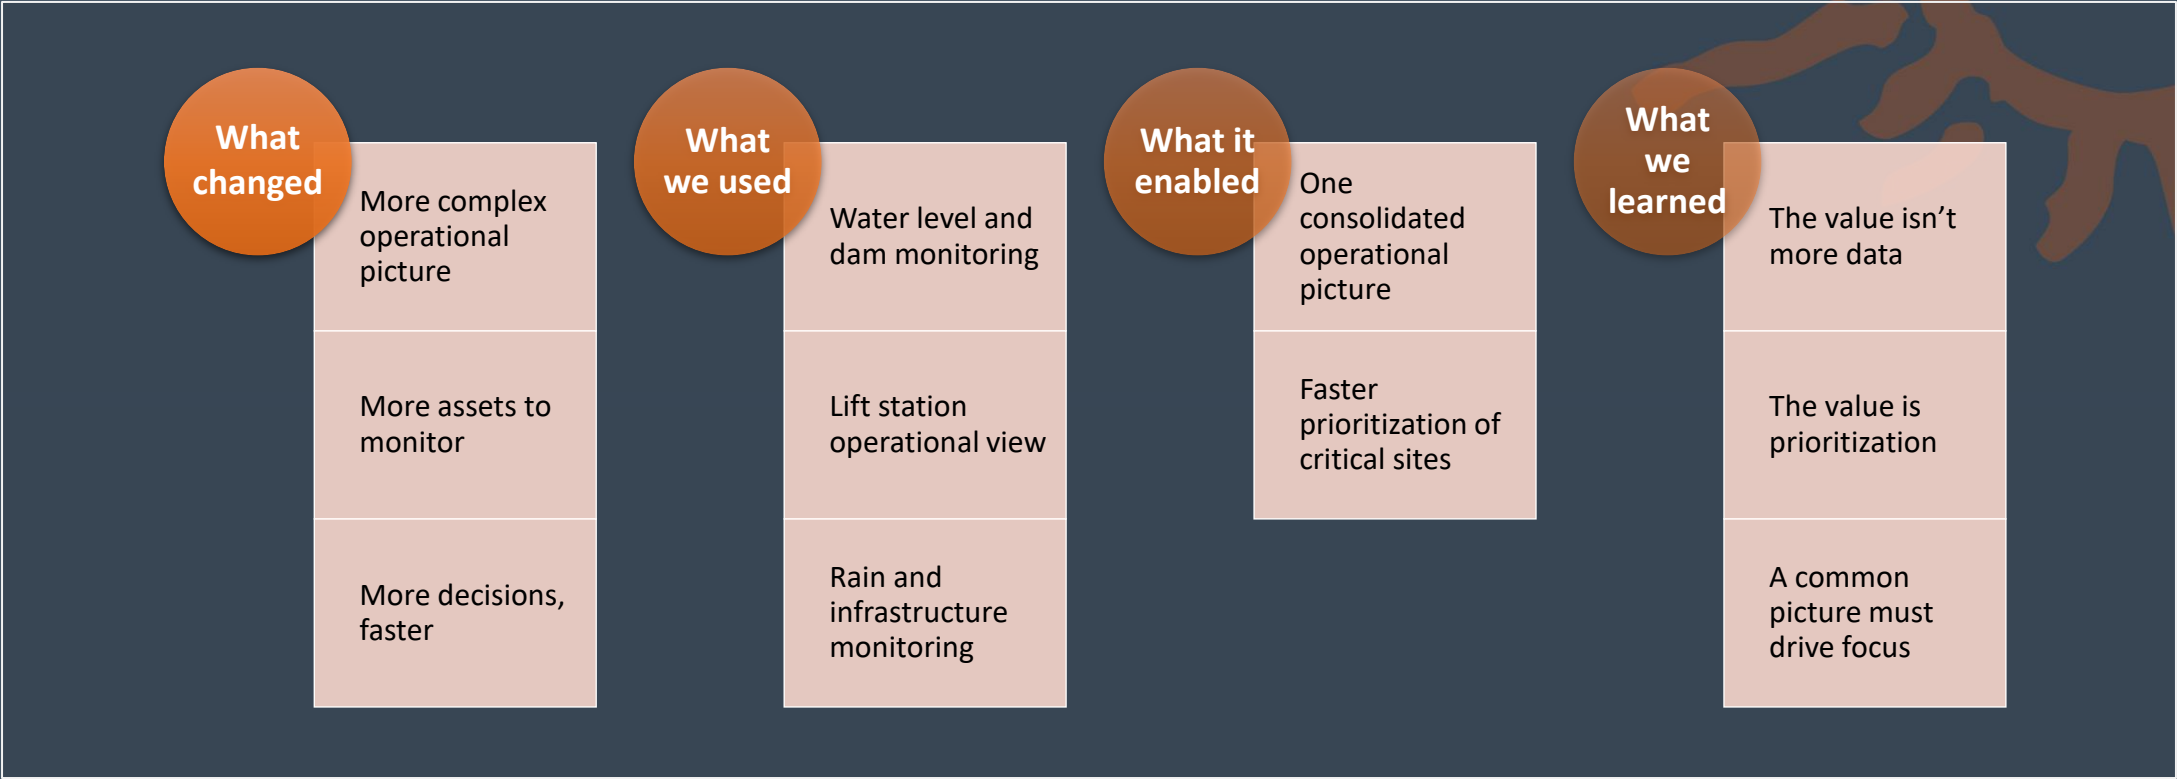 What
changed
More complex
operational
picture
More assets to
monitor
More decisions,
faster
What
we used
Water level and
dam monitoring
Lift station
operational view
Rain and
infrastructure
monitoring
What it
enabled
One
consolidated
operational
picture
Faster
prioritization of
critical sites
What
we
learned
The value isn’t
more data
The value is
prioritization
A common
picture must
drive focus